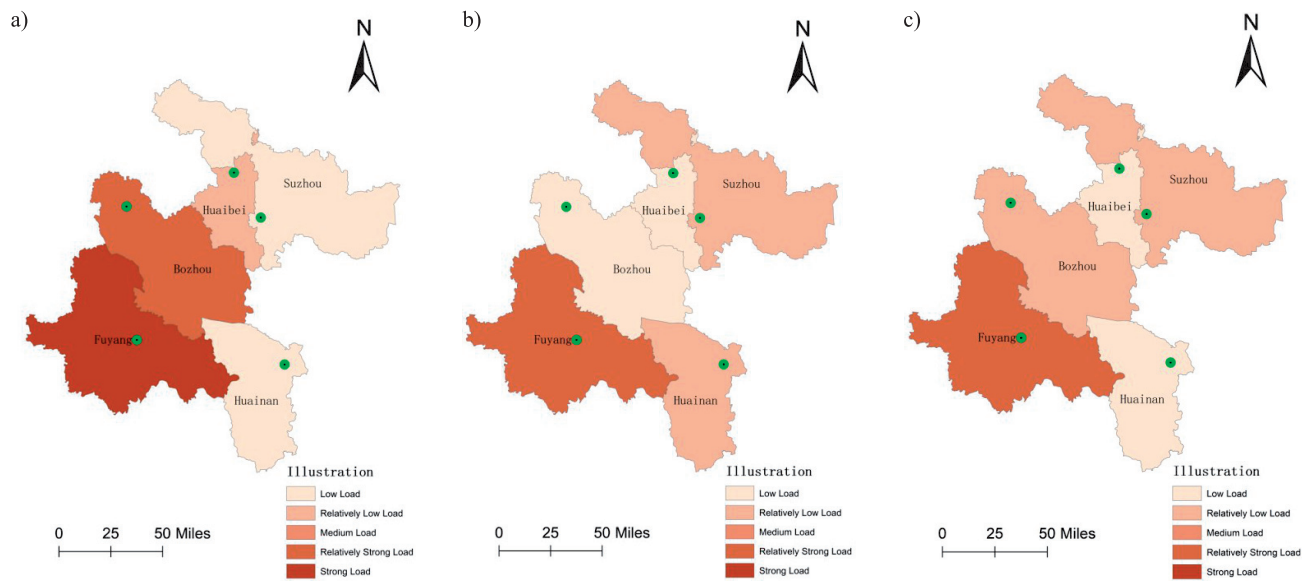 a)
N
Suzhou
Huaibei
Bozhou
Fuyang
Huainan
Illustration
Low Load
Relatively Low Load
Medium Load
Relatively Strong Load
Strong Load
0 25 50 Miles
b)
N
Suzhou
Huaibei
Bozhou
Fuyang
Huainan
Illustration
Low Load
Relatively Low Load
Medium Load
Relatively Strong Load
Strong Load
0 25 50 Miles
c)
N
Suzhou
Huaibei
Bozhou
Fuyang
Huainan
Illustration
Low Load
Relatively Low Load
Medium Load
Relatively Strong Load
Strong Load
0 25 50 Miles